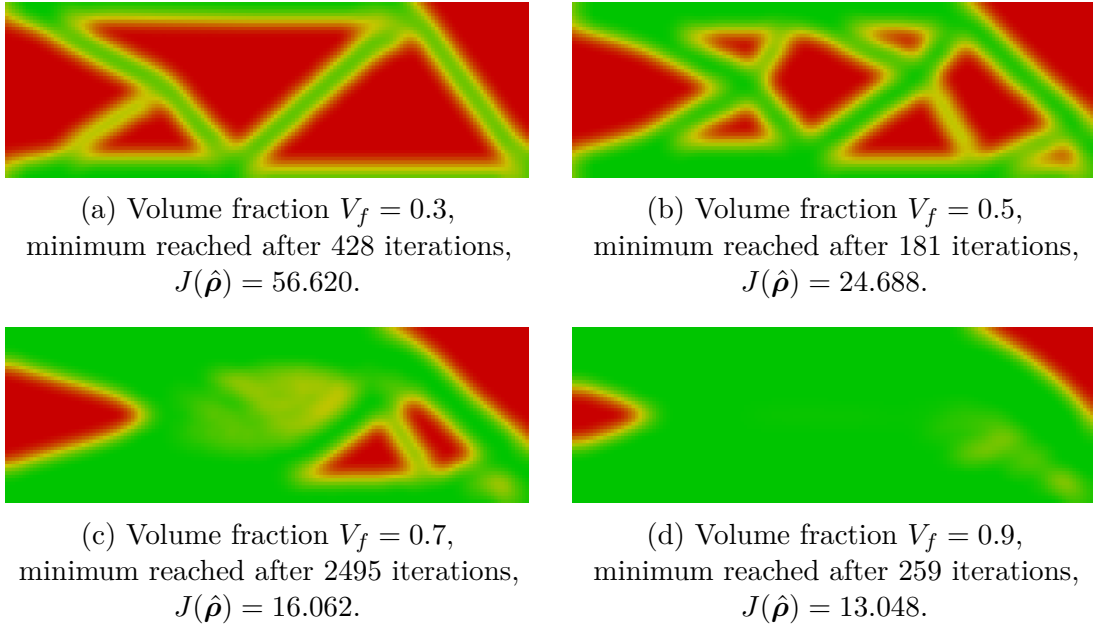 (a) Volume fraction V_f = 0.3,
minimum reached after 428 iterations,
J(ρ̂) = 56.620.
(b) Volume fraction V_f = 0.5,
minimum reached after 181 iterations,
J(ρ̂) = 24.688.
(c) Volume fraction V_f = 0.7,
minimum reached after 2495 iterations,
J(ρ̂) = 16.062.
(d) Volume fraction V_f = 0.9,
minimum reached after 259 iterations,
J(ρ̂) = 13.048.